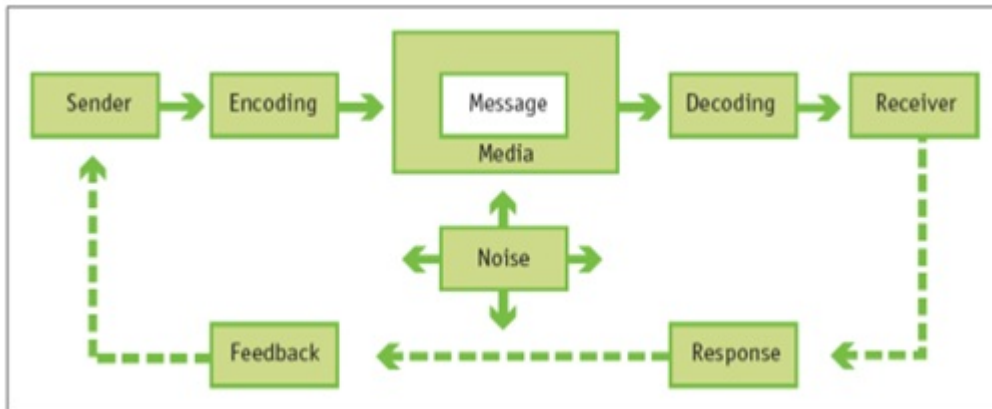 Sender
Encoding
Message
Media
Decoding
Receiver
Noise
Feedback
Response